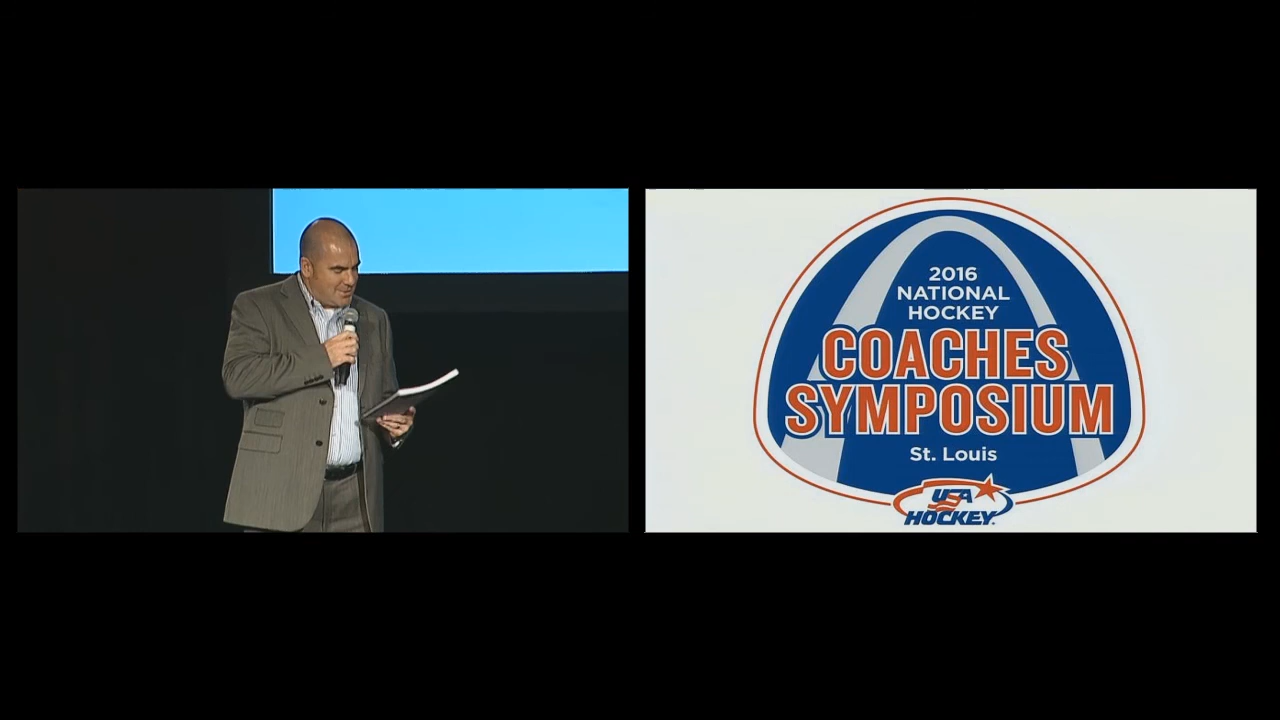 2016
NATIONAL
HOCKEY
COACHES
SYMPOSIUM
St. Louis
USA
HOCKEY